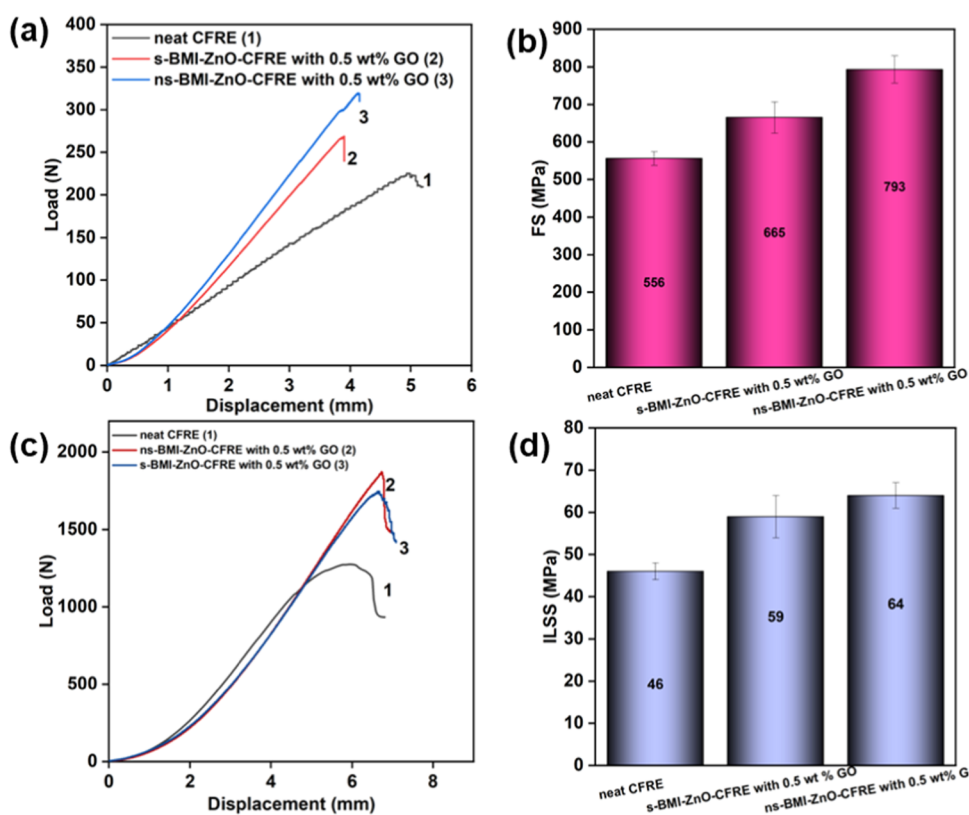 (a)
400
350
300
250
200
150
100
50
0
Load (N)
neat CFRE (1)
s-BMI-ZnO-CFRE with 0.5 wt% GO (2)
ns-BMI-ZnO-CFRE with 0.5 wt% GO (3)
3
2
1
0 1 2 3 4 5 6
Displacement (mm)
(b)
900
800
700
600
500
400
300
200
100
0
FS (MPa)
556
665
793
neat CFRE
s-BMI-ZnO-CFRE with 0.5 wt% GO
ns-BMI-ZnO-CFRE with 0.5 wt% GO
(c)
2000
1500
1000
500
0
Load (N)
neat CFRE (1)
ns-BMI-ZnO-CFRE with 0.5 wt% GO (2)
s-BMI-ZnO-CFRE with 0.5 wt% GO (3)
2
3
1
0 2 4 6 8
Displacement (mm)
(d)
80
70
60
50
40
30
20
10
0
ILSS (MPa)
46
59
64
neat CFRE
s-BMI-ZnO-CFRE with 0.5 wt % GO
ns-BMI-ZnO-CFRE with 0.5 wt% G